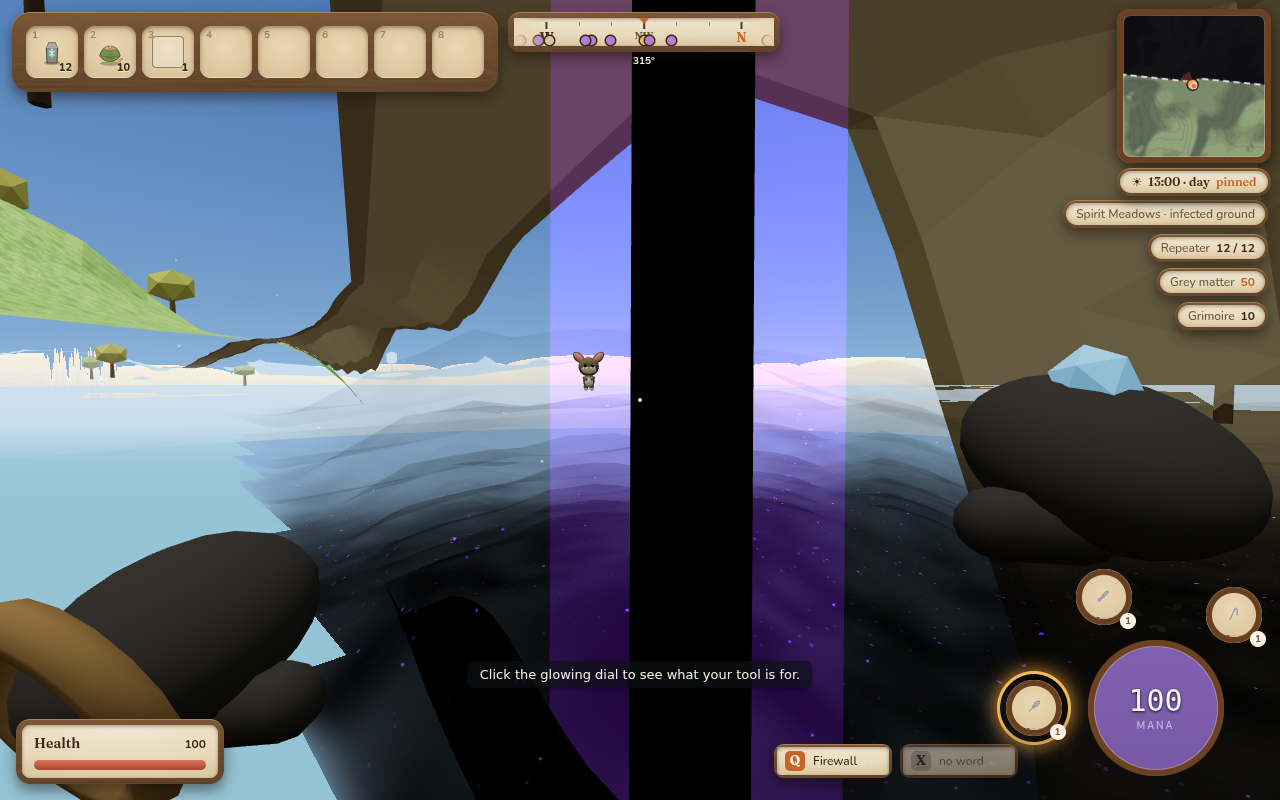 1 12
2 10
3 1
4
5
6
7
8
W NW N
315°
13:00 · day pinned
Spirit Meadows · infected ground
Repeater 12 / 12
Grey matter 50
Grimoire 10
Click the glowing dial to see what your tool is for.
1
1
1
100
MANA
Health 100
Q Firewall
X no word